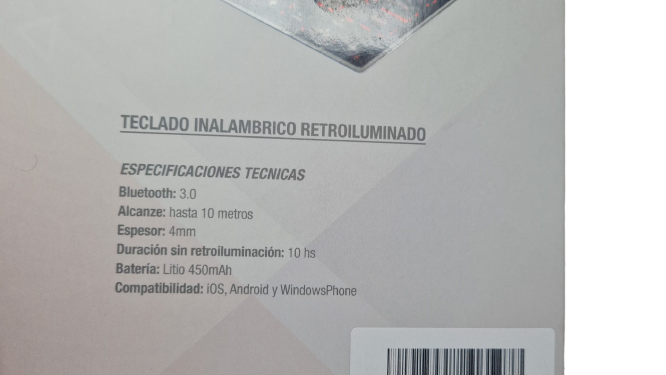 TECLADO INALAMBRICO RETROILUMINADO
ESPECIFICACIONES TECNICAS
Bluetooth: 3.0
Alcanze: hasta 10 metros
Espesor: 4mm
Duración sin retroiluminación: 10 hs
Batería: Litio 450mAh
Compatibilidad: iOS, Android y WindowsPhone